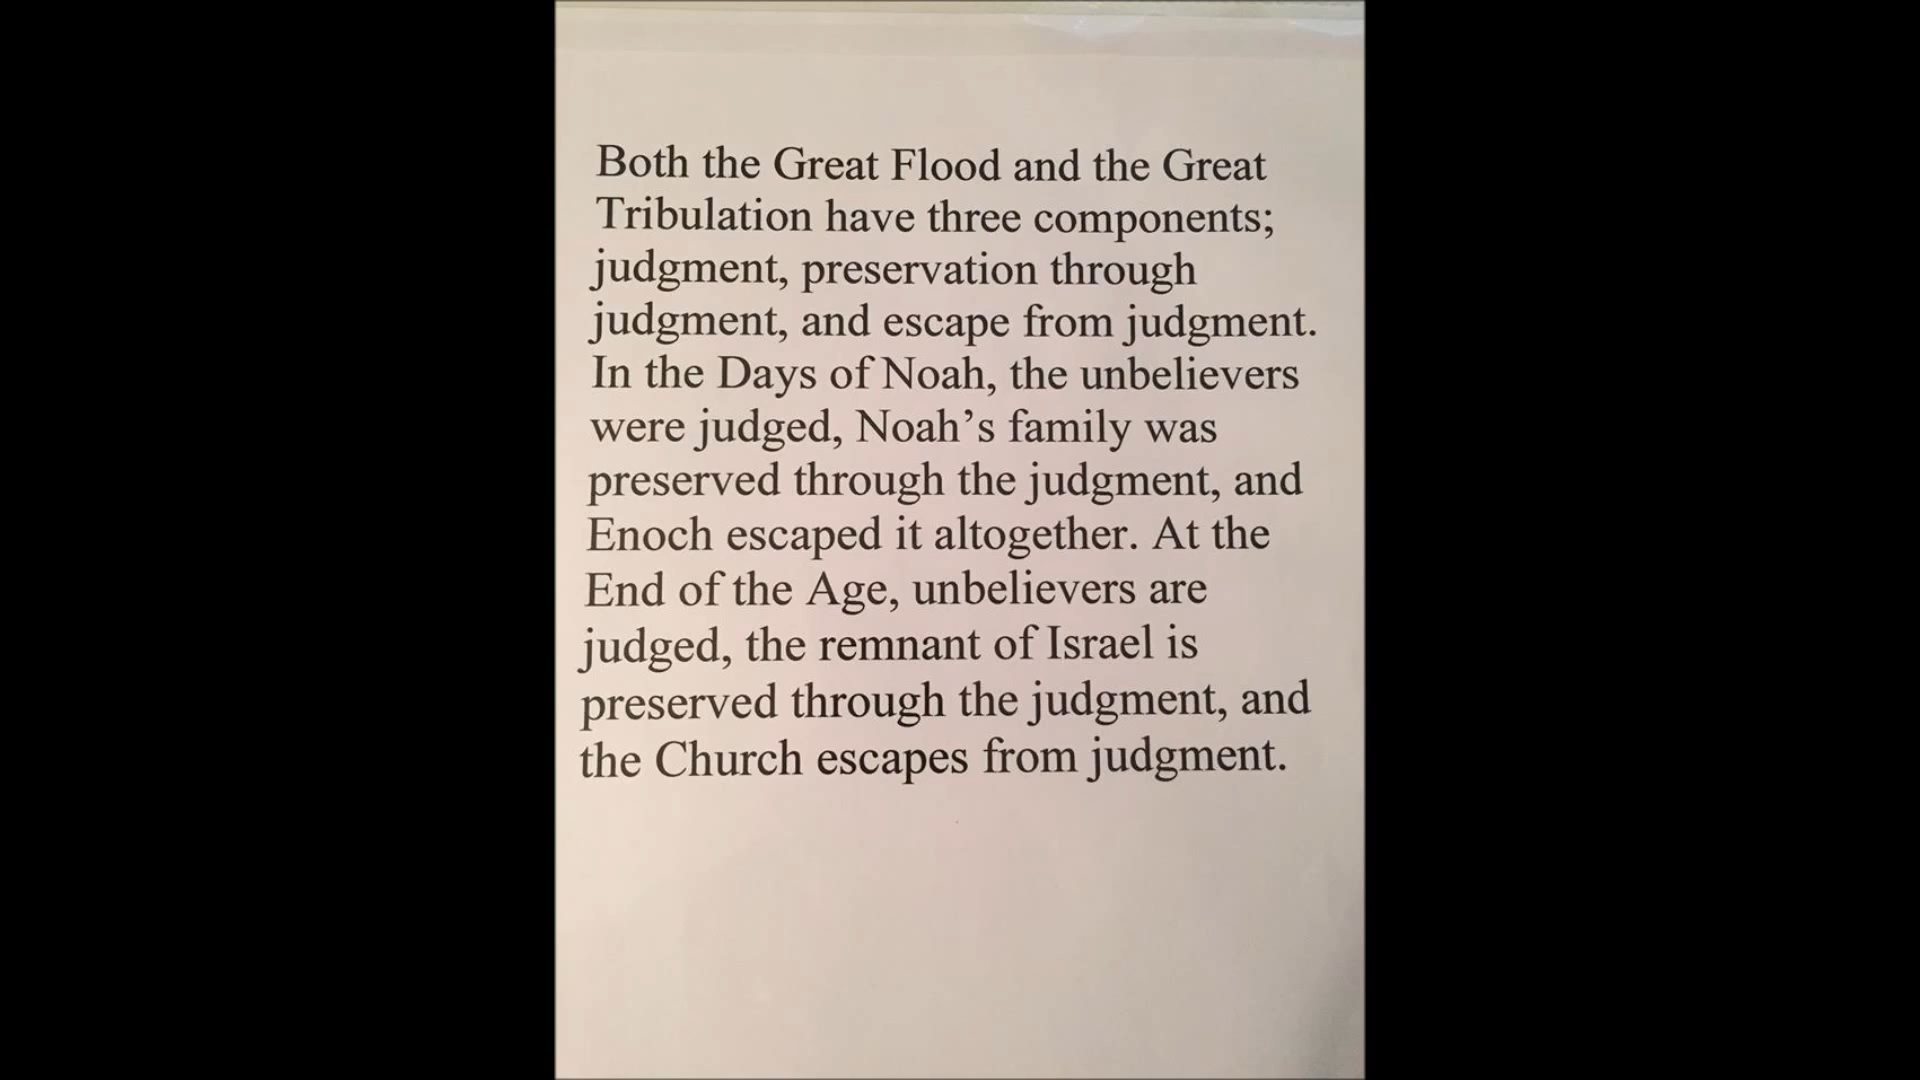 Both the Great Flood and the Great
Tribulation have three components;
judgment, preservation through
judgment, and escape from judgment.
In the Days of Noah, the unbelievers
were judged, Noah’s family was
preserved through the judgment, and
Enoch escaped it altogether. At the
End of the Age, unbelievers are
judged, the remnant of Israel is
preserved through the judgment, and
the Church escapes from judgment.